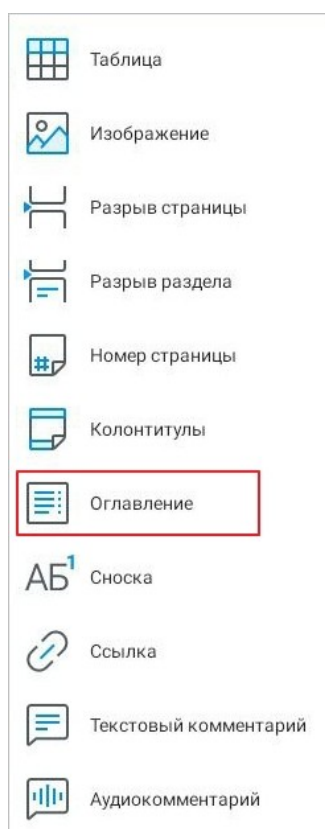 Таблица
Изображение
Разрыв страницы
Разрыв раздела
# Номер страницы
Колонтитулы
Оглавление
АБ¹ Сноска
Ссылка
Текстовый комментарий
Аудиокомментарий